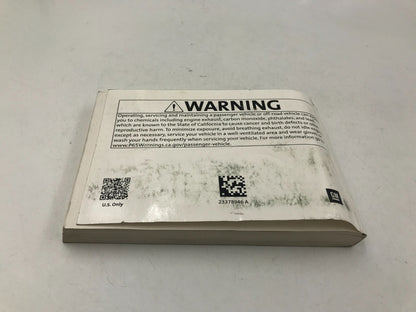 ⚠ WARNING
Operating, servicing and maintaining a passenger vehicle or off-road vehicle can
you to chemicals including engine exhaust, carbon monoxide, phthalates, and
which are known to the State of California to cause cancer and birth defects or
reproductive harm. To minimize exposure, avoid breathing exhaust, do not idle
except as necessary, service your vehicle in a well-ventilated area and wear
wash your hands frequently when servicing your vehicle. For more information
www.P65Warnings.ca.gov/passenger-vehicle.
U.S. Only
23378946 A
GM